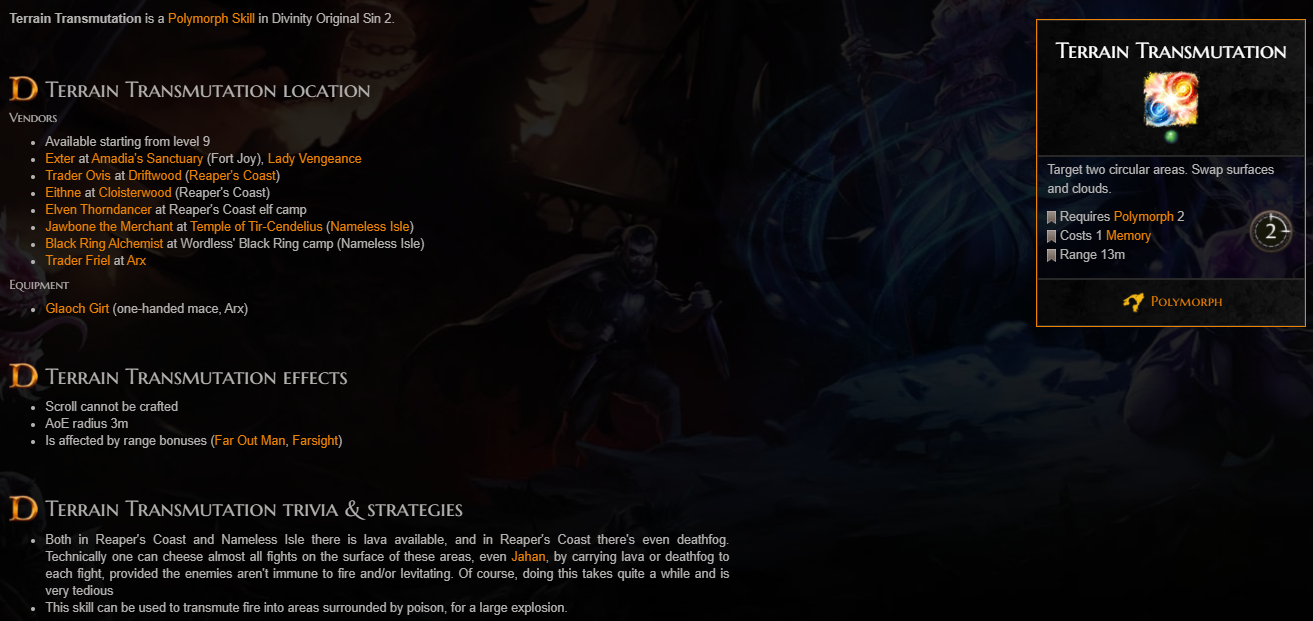 Terrain Transmutation is a Polymorph Skill in Divinity Original Sin 2.
Terrain Transmutation location
Vendors
Available starting from level 9
Exter at Amadia's Sanctuary (Fort Joy), Lady Vengeance
Trader Ovis at Driftwood (Reaper's Coast)
Eithne at Cloisterwood (Reaper's Coast)
Elven Thorndancer at Reaper's Coast elf camp
Jawbone the Merchant at Temple of Tir-Cendelius (Nameless Isle)
Black Ring Alchemist at Wordless' Black Ring camp (Nameless Isle)
Trader Friel at Arx
Equipment
Glaoch Girt (one-handed mace, Arx)
Terrain Transmutation effects
Scroll cannot be crafted
AoE radius 3m
Is affected by range bonuses (Far Out Man, Farsight)
Terrain Transmutation trivia & strategies
Both in Reaper's Coast and Nameless Isle there is lava available, and in Reaper's Coast there's even deathfog.
Technically one can cheese almost all fights on the surface of these areas, even Jahan, by carrying lava or deathfog to
each fight, provided the enemies aren't immune to fire and/or levitating. Of course, doing this takes quite a while and is
very tedious
This skill can be used to transmute fire into areas surrounded by poison, for a large explosion.
Terrain Transmutation
Target two circular areas. Swap surfaces
and clouds.
Requires Polymorph 2
Costs 1 Memory
Range 13m
2
Polymorph